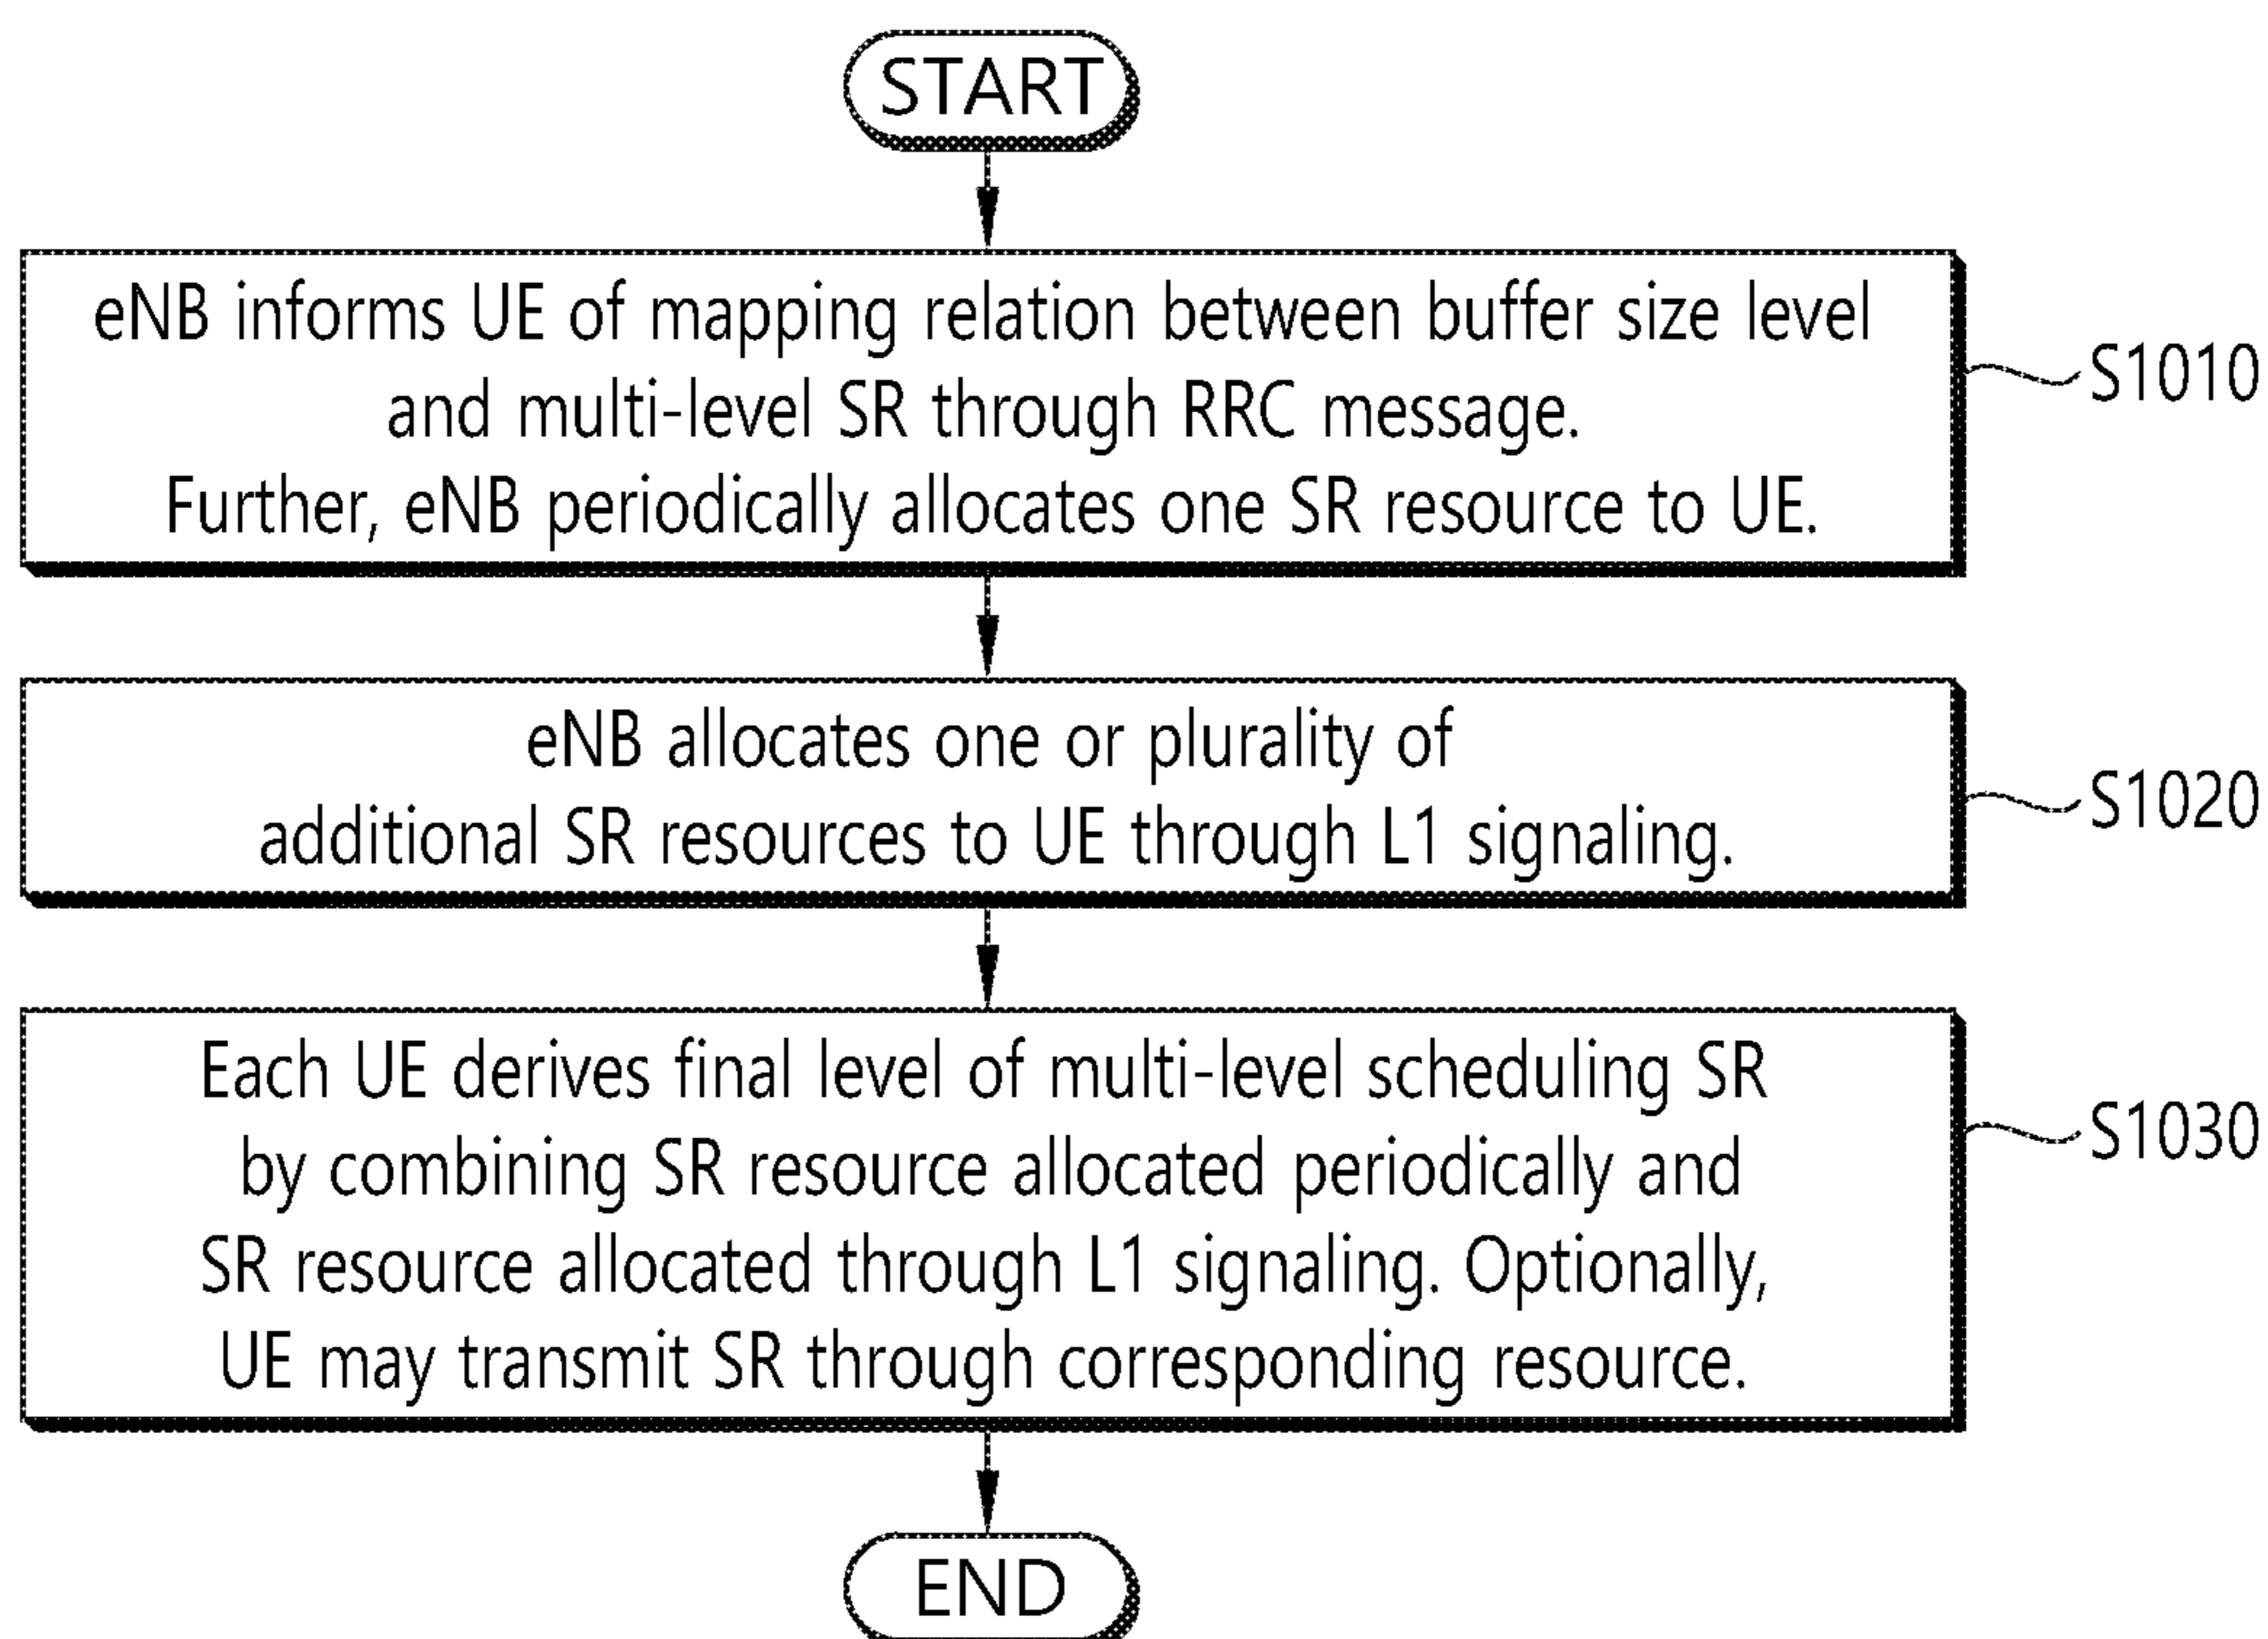 START
eNB informs UE of mapping relation between buffer size level
and multi-level SR through RRC message.
Further, eNB periodically allocates one SR resource to UE.
S1010
eNB allocates one or plurality of
additional SR resources to UE through L1 signaling.
S1020
Each UE derives final level of multi-level scheduling SR
by combining SR resource allocated periodically and
SR resource allocated through L1 signaling. Optionally,
UE may transmit SR through corresponding resource.
S1030
END